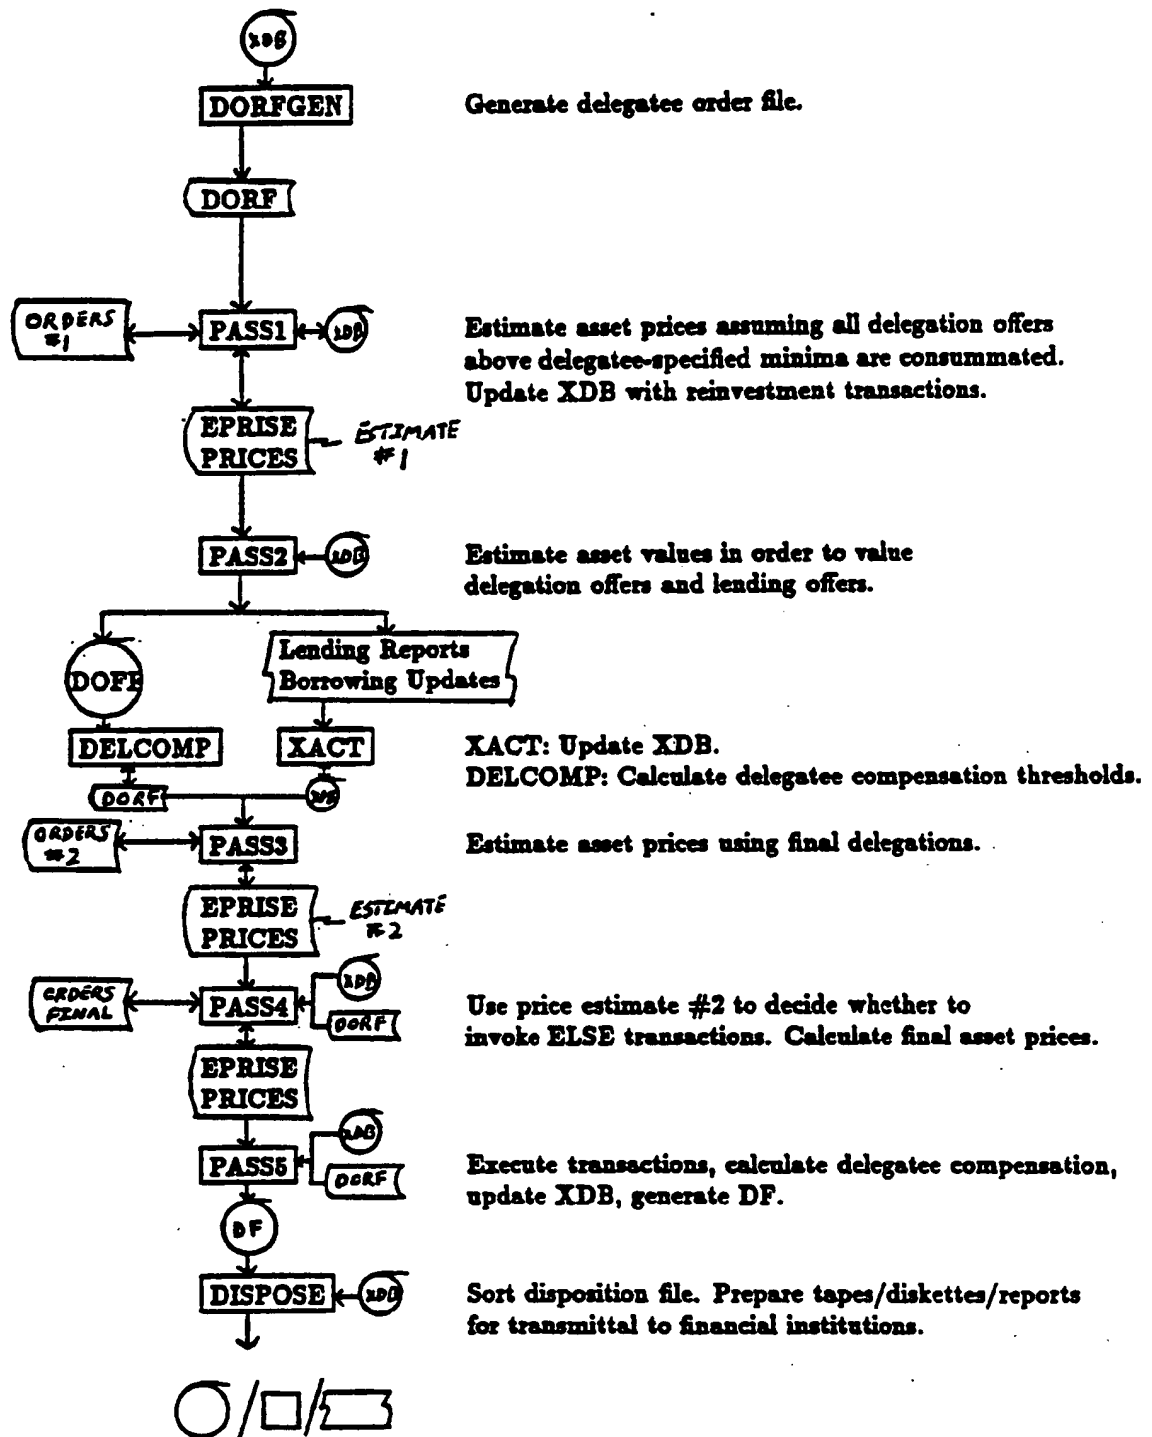 XDB
DORFGEN
Generate delegatee order file.
DORF
ORDERS
#1
PASS1
XDB
Estimate asset prices assuming all delegation offers
above delegatee-specified minima are consummated.
Update XDB with reinvestment transactions.
EPRISE
PRICES
ESTIMATE
#1
PASS2
XDB
Estimate asset values in order to value
delegation offers and lending offers.
DOFF
Lending Reports
Borrowing Updates
DELCOMP
XACT
XACT: Update XDB.
DELCOMP: Calculate delegatee compensation thresholds.
DORF
XDB
ORDERS
#2
PASS3
Estimate asset prices using final delegations.
EPRISE
PRICES
ESTIMATE
#2
ORDERS
FINAL
PASS4
XDB
DORF
Use price estimate #2 to decide whether to
invoke ELSE transactions. Calculate final asset prices.
EPRISE
PRICES
PASS5
XDB
DORF
Execute transactions, calculate delegatee compensation,
update XDB, generate DF.
DF
DISPOSE
XDB
Sort disposition file. Prepare tapes/diskettes/reports
for transmittal to financial institutions.